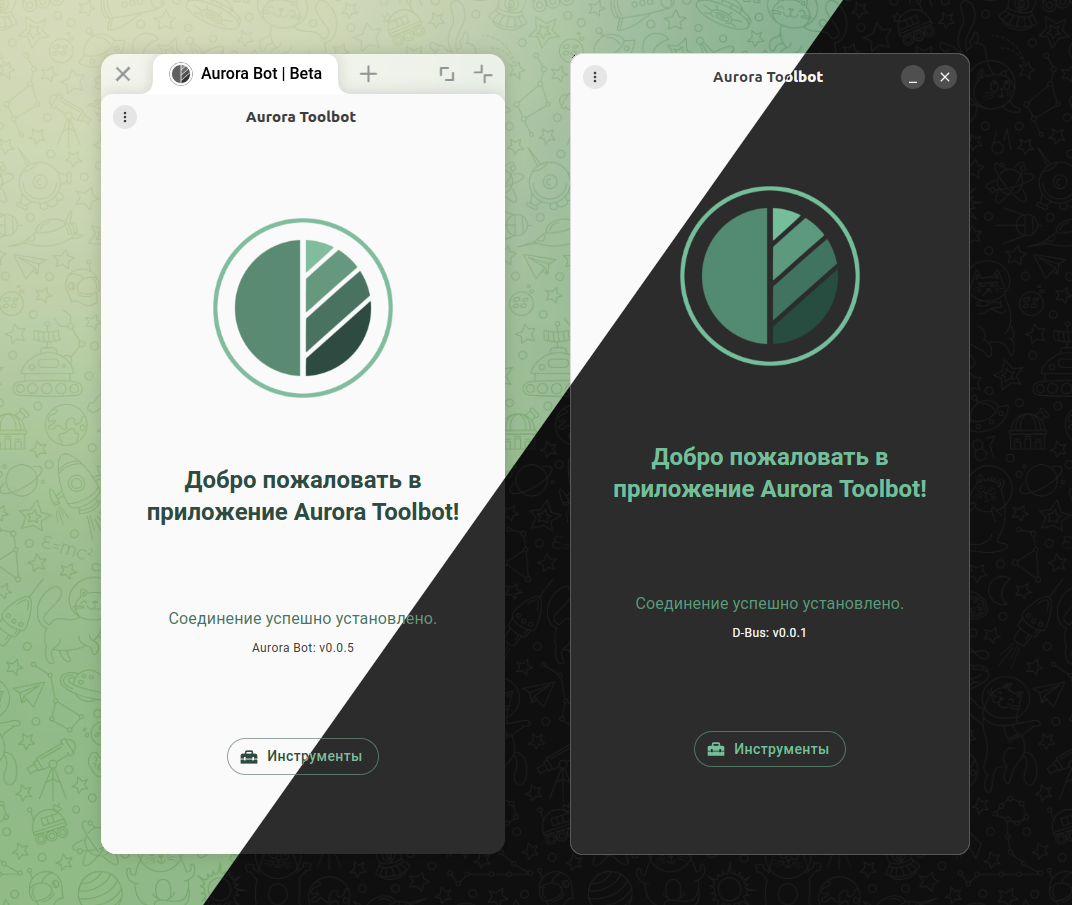 Aurora Bot | Beta
Aurora Toolbot
Добро пожаловать в
приложение Aurora Toolbot!
Соединение успешно установлено.
Aurora Bot: v0.0.5
Инструменты
Aurora Toolbot
Добро пожаловать в
приложение Aurora Toolbot!
Соединение успешно установлено.
D-Bus: v0.0.1
Инструменты